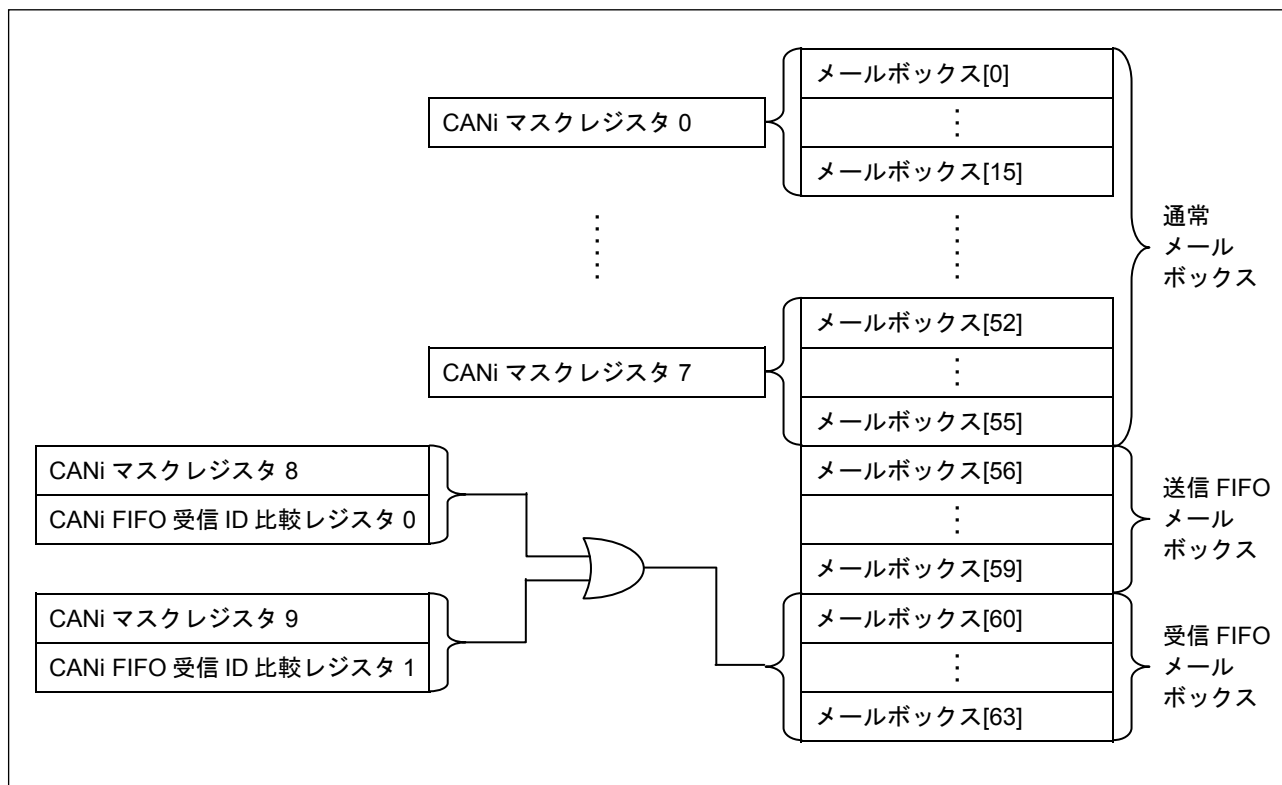 メールボックス[0]
⋮
メールボックス[15]
CANi マスクレジスタ 0
通常
メール
ボックス
メールボックス[52]
⋮
メールボックス[55]
CANi マスクレジスタ 7
CANi マスクレジスタ 8
CANi FIFO 受信 ID 比較レジスタ 0
メールボックス[56]
⋮
メールボックス[59]
送信 FIFO
メール
ボックス
CANi マスクレジスタ 9
CANi FIFO 受信 ID 比較レジスタ 1
メールボックス[60]
⋮
メールボックス[63]
受信 FIFO
メール
ボックス